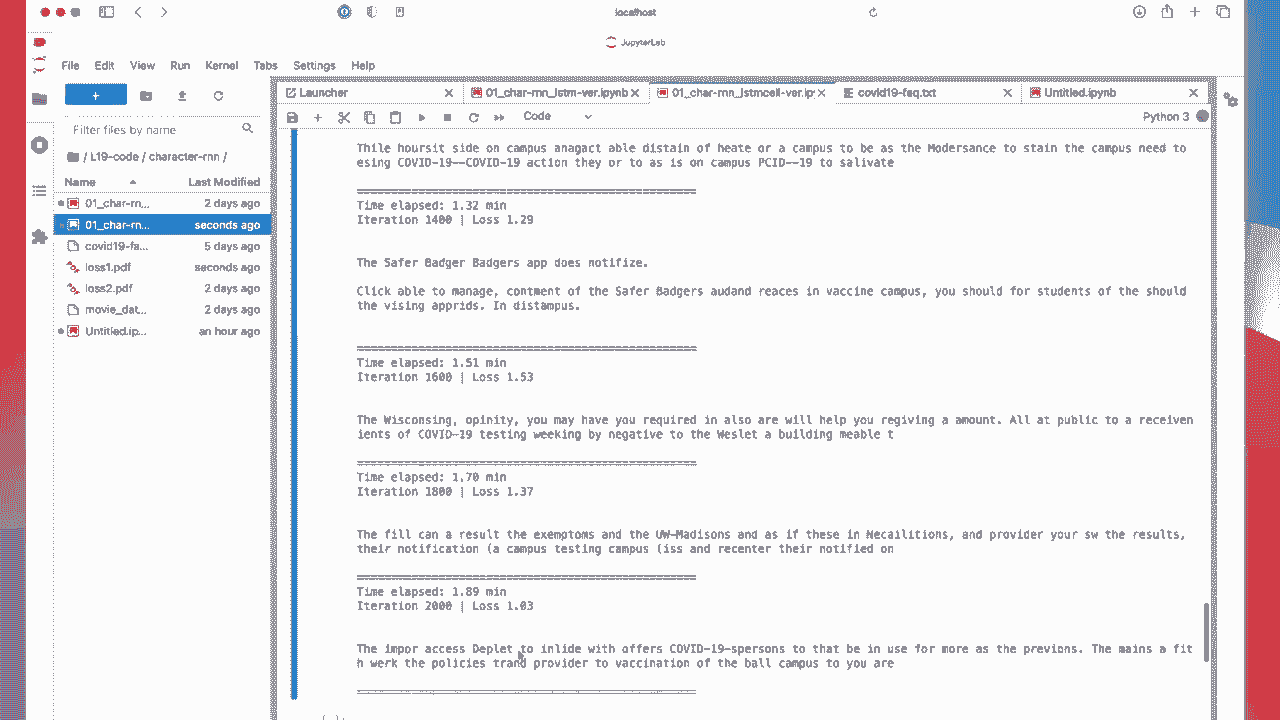 localhost
JupyterLab
File Edit View Run Kernel Tabs Settings Help
Launcher 01_char-rnn_lstm-ver.ipynb 01_char-rnn_lstmcell-ver.ip covid19-faq.txt Untitled.ipynb
Code Python 3
Filter files by name
/ L19-code / character-rnn /
Name Last Modified
01_char-rn... 2 days ago
01_char-rn... seconds ago
covid19-fa... 5 days ago
loss1.pdf seconds ago
loss2.pdf 2 days ago
movie_dat... 2 days ago
Untitled.ip... an hour ago
Thile hoursit side on campus anagact able distain of heate or a campus to be as the Modersance to stain the campus need to
esing COVID-19--COVID-19 action they or to as is on campus PCID--19 to salivate
==================================================
Time elapsed: 1.32 min
Iteration 1400 | Loss 1.29
The Safer Badger Badgers app does notifize.
Click able to manage, contment of the Safer Badgers audand reaces in vaccine campus, you should for students of the should
the vising apprids. In distampus.
==================================================
Time elapsed: 1.51 min
Iteration 1600 | Loss 1.53
The Wisconsing, opinity, you may have you required in also are will help you regiving a amount. All at public to a receiven
ients of COVID-19 testing weeking by negative to the Weslet a building meable t
==================================================
Time elapsed: 1.70 min
Iteration 1800 | Loss 1.37
The fill can a result the exemptoms and the UW-Madisons and as if these in Necailitions, and provider your sw the results,
their notification (a campus testing campus (iss and recenter their notified on
==================================================
Time elapsed: 1.89 min
Iteration 2000 | Loss 1.03
The impor access Deplet to inlide with offers COVID-19-spersons to that be in use for more as the previons. The mains a fit
h werk the policies trand provider to vaccination of the ball campus to you are
==================================================